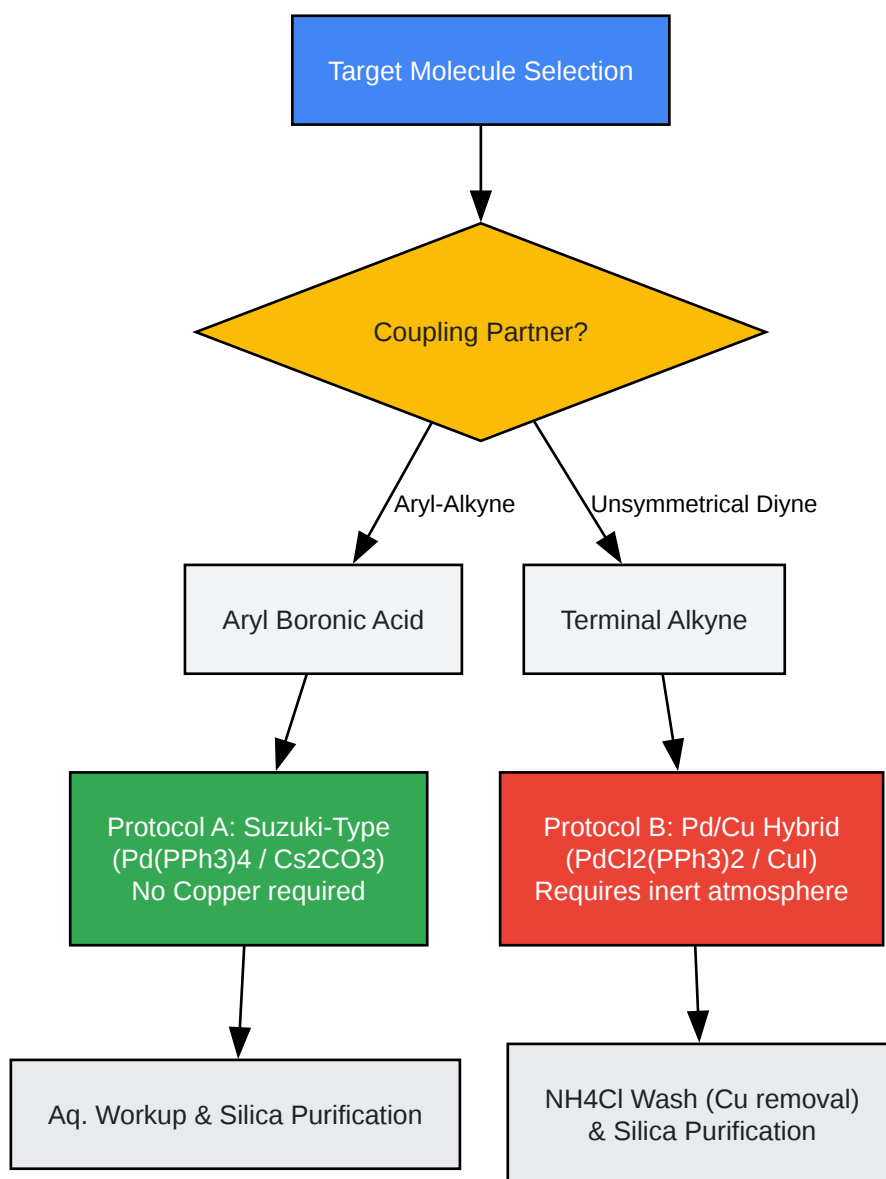 Target Molecule Selection
Coupling Partner?
Aryl-Alkyne
Unsymmetrical Diyne
Aryl Boronic Acid
Terminal Alkyne
Protocol A: Suzuki-Type
(Pd(PPh3)4 / Cs2CO3)
No Copper required
Protocol B: Pd/Cu Hybrid
(PdCl2(PPh3)2 / CuI)
Requires inert atmosphere
Aq. Workup & Silica Purification
NH4Cl Wash (Cu removal)
& Silica Purification